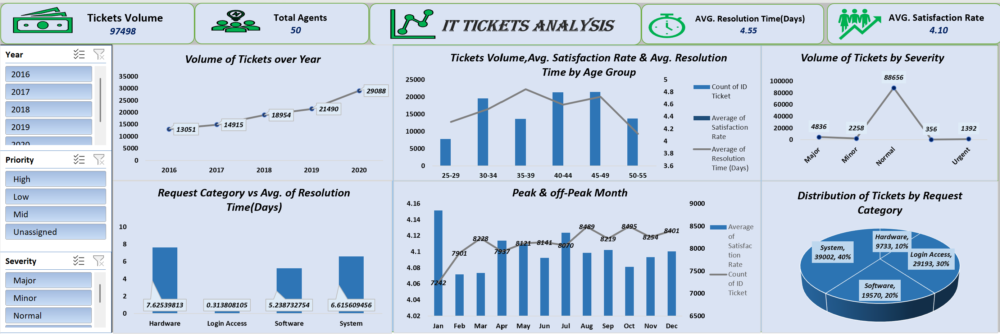 Tickets Volume
97498
Total Agents
50
IT TICKETS ANALYSIS
AVG. Resolution Time(Days)
4.55
AVG. Satisfaction Rate
4.10
Year
2016
2017
2018
2019
2020
Priority
High
Low
Mid
Unassigned
Severity
Major
Minor
Normal
Volume of Tickets over Year
35000
30000
25000
20000
15000
10000
5000
0
13051
14915
18954
21490
29088
2016 2017 2018 2019 2020
Tickets Volume,Avg. Satisfaction Rate & Avg. Resolution
Time by Age Group
25000
20000
15000
10000
5000
0
5
4.8
4.6
4.4
4.2
4
3.8
3.6
25-29 30-34 35-39 40-44 45-49 50-55
Count of ID
Ticket
Average of
Satisfaction
Rate
Average of
Resolution
Time (Days)
Volume of Tickets by Severity
100000
80000
60000
40000
20000
0
4836
2258
88656
356
1392
Major
Minor
Normal
Urgent
Request Category vs Avg. of Resolution
Time(Days)
10
8
6
4
2
0
7.62539813
0.313808105
5.238732754
6.615609456
Hardware Login Access Software System
Peak & off-Peak Month
4.16
4.14
4.12
4.1
4.08
4.06
4.04
4.02
7242
7901
8228
7937
8121
8141
8070
8489
8219
8495
8254
8401
9000
8500
8000
7500
7000
6500
Jan Feb Mar Apr May Jun Jul Aug Sep Oct Nov Dec
Average
of
Satisfac
tion
Rate
Count
of ID
Ticket
Distribution of Tickets by Request
Category
Hardware,
9733, 10%
Login Access,
29193, 30%
Software,
19570, 20%
System,
39002, 40%